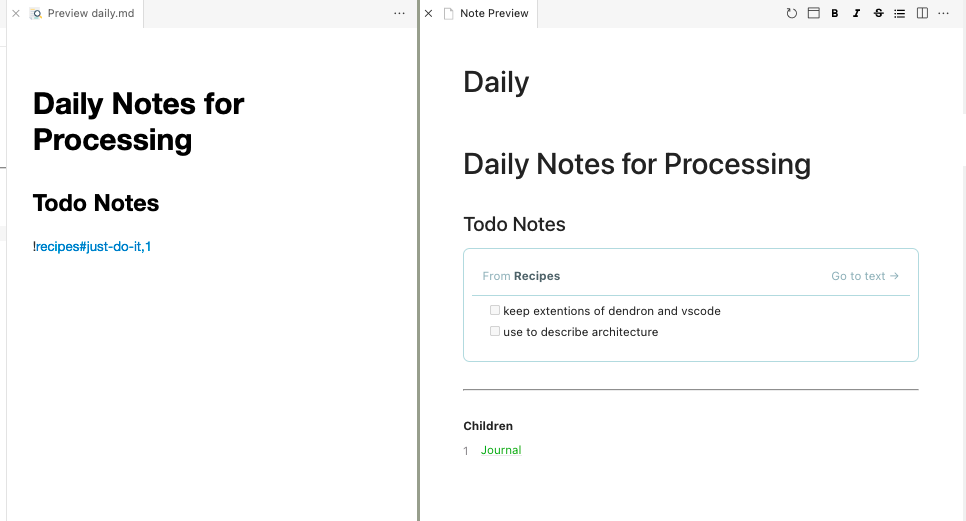 Preview daily.md
Daily Notes for
Processing
Todo Notes
!recipes#just-do-it,1
Note Preview
B I S
Daily
Daily Notes for Processing
Todo Notes
From Recipes Go to text →
keep extentions of dendron and vscode
use to describe architecture
Children
1 Journal